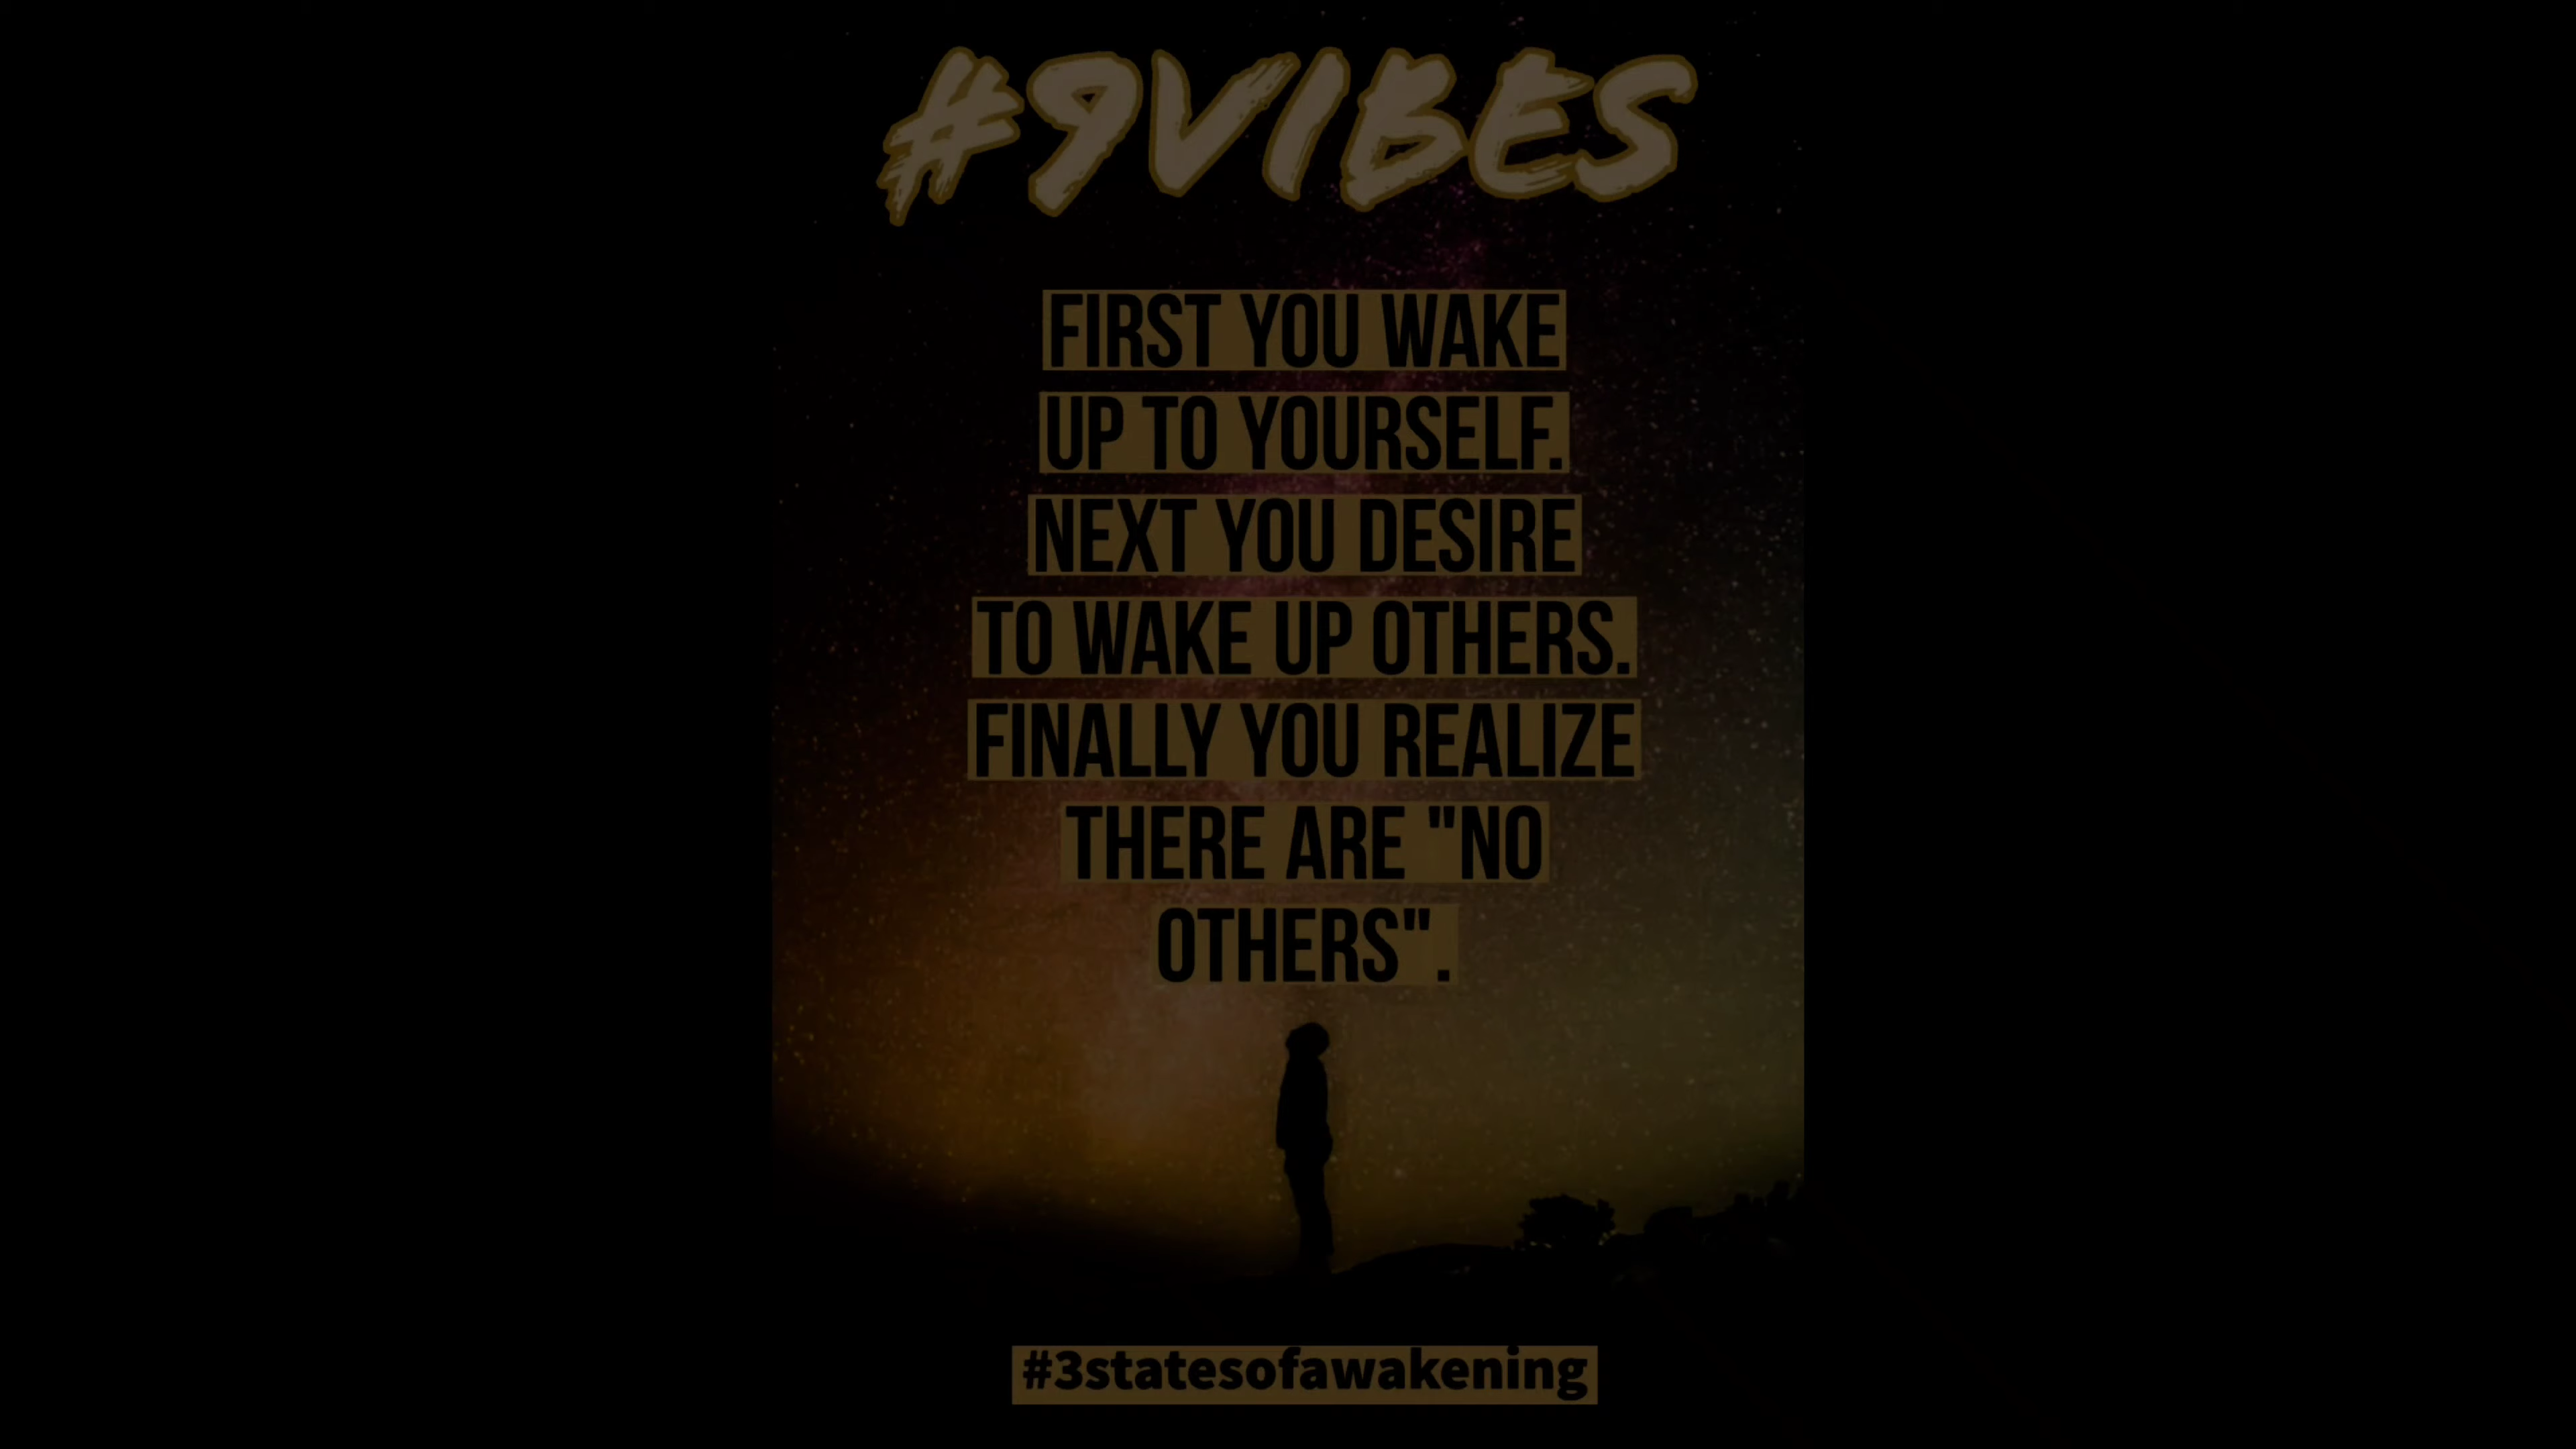 #9VIBES
FIRST YOU WAKE
UP TO YOURSELF.
NEXT YOU DESIRE
TO WAKE UP OTHERS.
FINALLY YOU REALIZE
THERE ARE "NO
OTHERS" .
#3statesofawakening